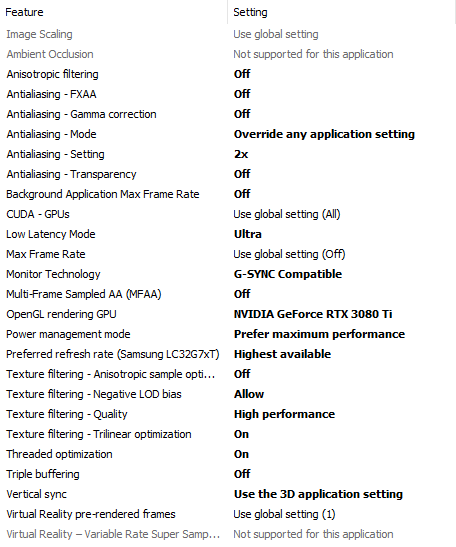 Feature Setting
Image Scaling Use global setting
Ambient Occlusion Not supported for this application
Anisotropic filtering Off
Antialiasing - FXAA Off
Antialiasing - Gamma correction Off
Antialiasing - Mode Override any application setting
Antialiasing - Setting 2x
Antialiasing - Transparency Off
Background Application Max Frame Rate Off
CUDA - GPUs Use global setting (All)
Low Latency Mode Ultra
Max Frame Rate Use global setting (Off)
Monitor Technology G-SYNC Compatible
Multi-Frame Sampled AA (MFAA) Off
OpenGL rendering GPU NVIDIA GeForce RTX 3080 Ti
Power management mode Prefer maximum performance
Preferred refresh rate (Samsung LC32G7xT) Highest available
Texture filtering - Anisotropic sample opti... Off
Texture filtering - Negative LOD bias Allow
Texture filtering - Quality High performance
Texture filtering - Trilinear optimization On
Threaded optimization On
Triple buffering Off
Vertical sync Use the 3D application setting
Virtual Reality pre-rendered frames Use global setting (1)
Virtual Reality – Variable Rate Super Samp... Not supported for this application